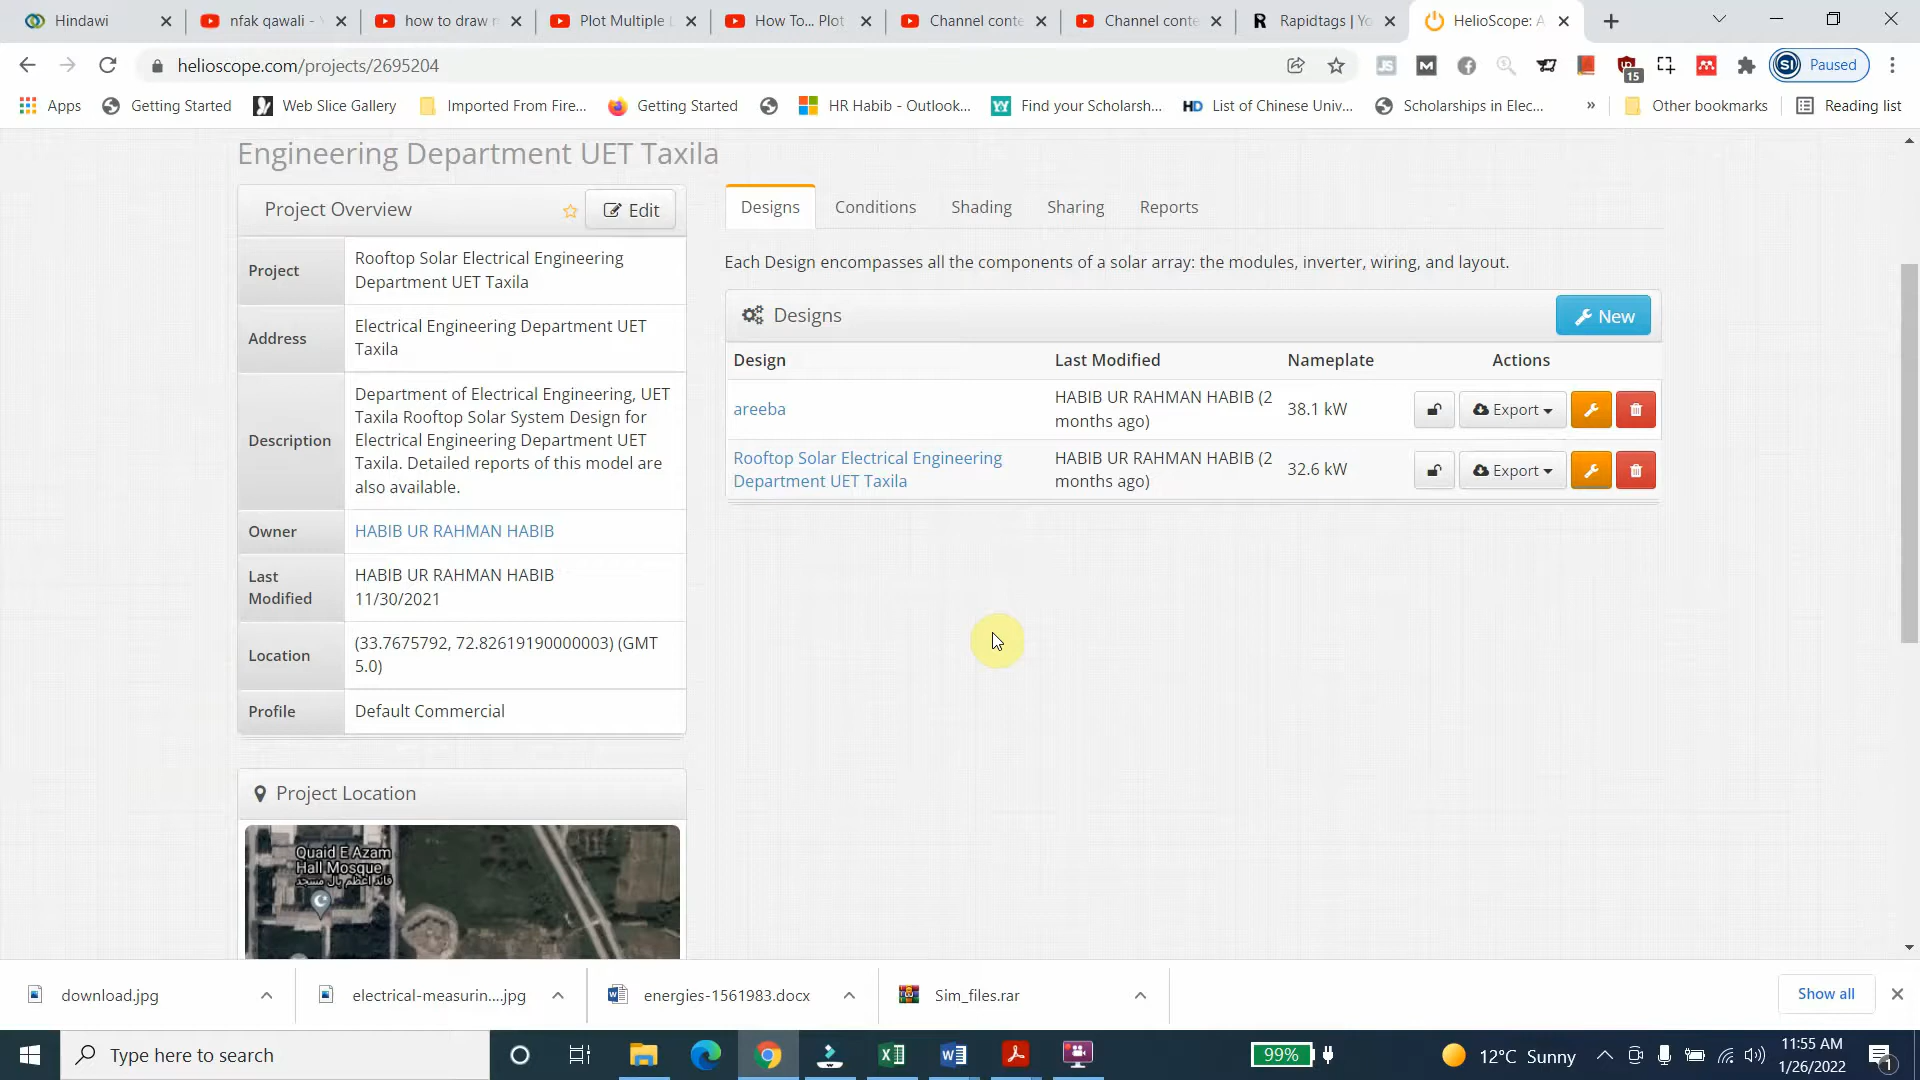 Hindawi
nfak qawali -
how to draw
Plot Multiple
How To... Plot
Channel conte
Channel conte
Rapidtags | Yo
HelioScope: A
helioscope.com/projects/2695204
15
SI Paused
Apps
Getting Started
Web Slice Gallery
Imported From Fire...
Getting Started
HR Habib - Outlook...
Find your Scholarsh...
HD List of Chinese Univ...
Scholarships in Elec...
»
Other bookmarks
Reading list
Engineering Department UET Taxila
Project Overview
Edit
Project
Rooftop Solar Electrical Engineering
Department UET Taxila
Address
Electrical Engineering Department UET
Taxila
Description
Department of Electrical Engineering, UET
Taxila Rooftop Solar System Design for
Electrical Engineering Department UET
Taxila. Detailed reports of this model are
also available.
Owner
HABIB UR RAHMAN HABIB
Last
Modified
HABIB UR RAHMAN HABIB
11/30/2021
Location
(33.7675792, 72.82619190000003) (GMT
5.0)
Profile
Default Commercial
Project Location
Quaid E Azam
Hall Mosque
قائد اعظم ہال مسجد
Designs
Conditions
Shading
Sharing
Reports
Each Design encompasses all the components of a solar array: the modules, inverter, wiring, and layout.
Designs
New
Design
Last Modified
Nameplate
Actions
areeba
HABIB UR RAHMAN HABIB (2
months ago)
38.1 kW
Export
Rooftop Solar Electrical Engineering
Department UET Taxila
HABIB UR RAHMAN HABIB (2
months ago)
32.6 kW
Export
download.jpg
electrical-measurin....jpg
energies-1561983.docx
Sim_files.rar
Show all
Type here to search
99%
12°C Sunny
11:55 AM
1/26/2022
1